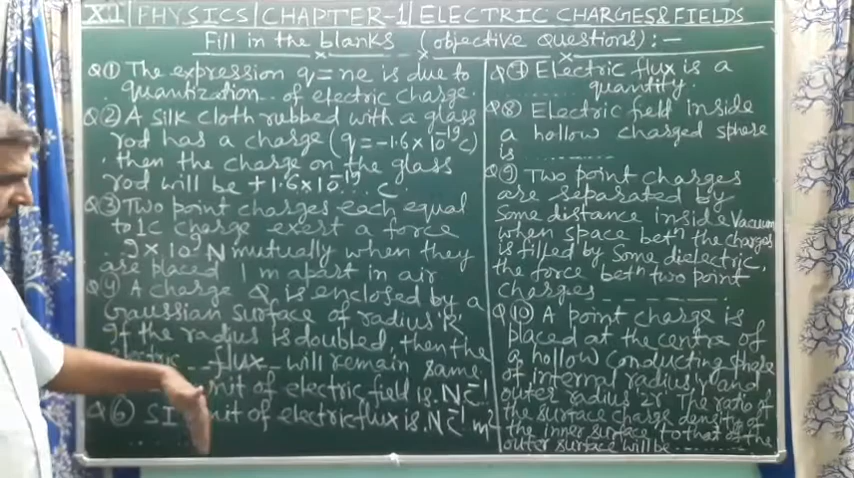 XII PHYSICS CHAPTER-1 ELECTRIC CHARGES & FIELDS
Fill in the blanks (objective questions):-
Q① The expression q = ne is due to
quantization.. of electric charge.
Q② A silk cloth rubbed with a glass
rod has a charge (q = -1.6 x 10⁻¹⁹ C)
then the charge on the glass
rod will be +1.6 x 10⁻¹⁹... C
Q③ Two point charges each equal
to 1C charge exert a force
9 x 10⁹ N mutually when they
are placed 1 m apart in air
Q④ A charge Q is enclosed by a
Gaussian surface of radius 'R'
If the radius is doubled, then the
electric flux will remain same
unit of electric field is. NC⁻¹
Q⑥ SI unit of electric flux is. NC⁻¹ m²
Q⑦ Electric flux is a
........ quantity.
Q⑧ Electric field inside
a hollow charged sphere
is .........
Q⑨ Two point charges
are separated by
some distance inside vacuum
when space betⁿ the charges
is filled by some dielectric,
the force betⁿ two point
charges ---------.
Q⑩ A point charge is
placed at the centre of
a hollow conducting sphere
of internal radius 'r' and
outer radius '2r'. The ratio of
the surface charge density of
the inner surface to that of the
outer surface will be .........